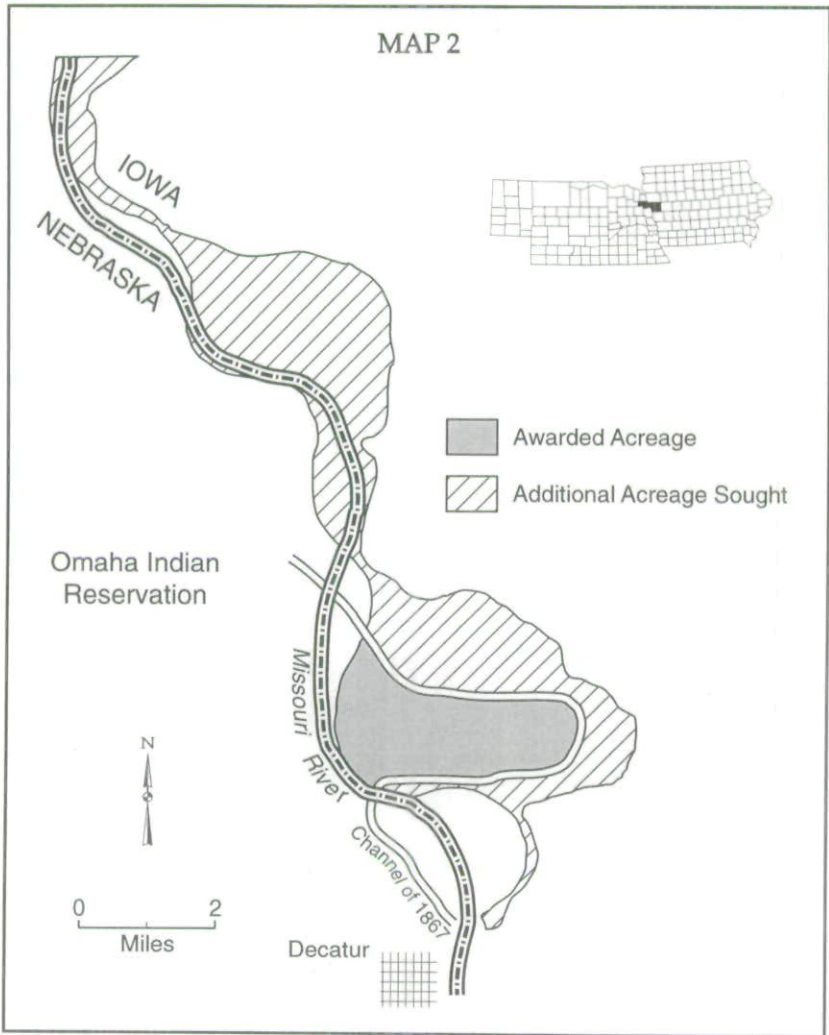 MAP 2
IOWA
NEBRASKA
Awarded Acreage
Additional Acreage Sought
Omaha Indian
Reservation
Missouri
River
N
Channel of 1867
0 2
Miles
Decatur